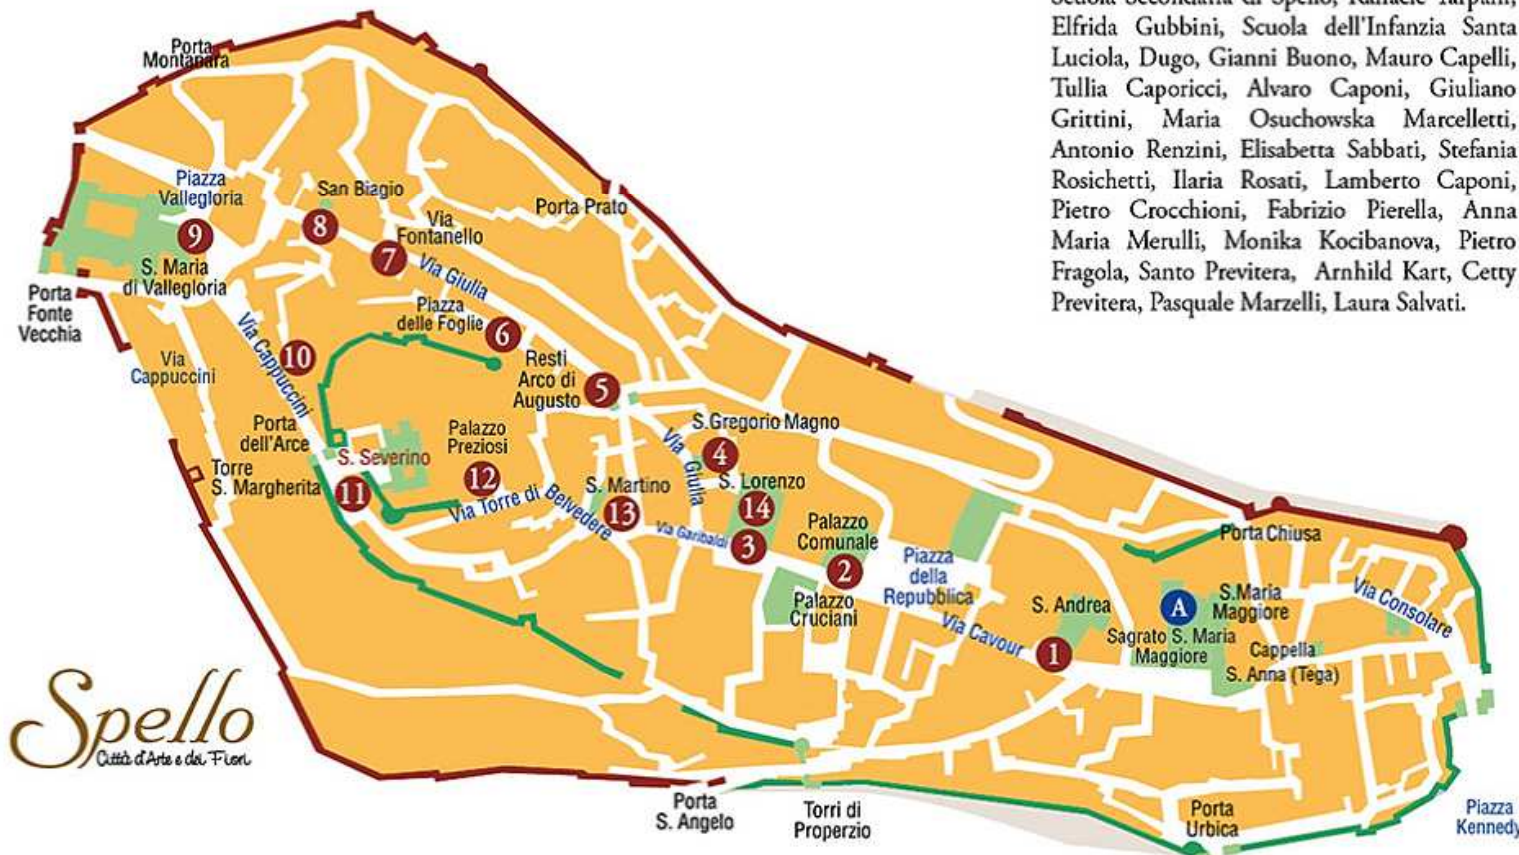 Elfrida Gubbini, Scuola dell'Infanzia Santa
Luciola, Dugo, Gianni Buono, Mauro Capelli,
Tullia Caporicci, Alvaro Caponi, Giuliano
Grittini, Maria Osuchowska Marcelletti,
Antonio Renzini, Elisabetta Sabbati, Stefania
Rosichetti, Ilaria Rosati, Lamberto Caponi,
Pietro Crocchioni, Fabrizio Pierella, Anna
Maria Merulli, Monika Kocibanova, Pietro
Fragola, Santo Previtera, Arnhild Kart, Cetty
Previtera, Pasquale Marzelli, Laura Salvati.
Porta
Montanara
Piazza
Vallegloria
San Biagio
Porta Prato
8
9
Via
Fontanello
7
S. Maria
di Vallegloria
Via Giulia
Porta
Fonte
Vecchia
Piazza
delle Foglie
6
Via Cappuccini
10
Via
Cappuccini
Resti
Arco di
Augusto
5
Porta
dell'Arce
Palazzo
Preziosi
S.Gregorio Magno
Via Giulia
4
S. Severino
Torre
S. Margherita
11
12
S. Martino
13
S. Lorenzo
14
Via Torre di Belvedere
Via Garibaldi
3
Palazzo
Comunale
2
Piazza
della
Repubblica
Porta Chiusa
Palazzo
Cruciani
Via Cavour
S. Andrea
1
A
S.Maria
Maggiore
Via Consolare
Sagrato S. Maria
Maggiore
Cappella
S. Anna (Tega)
Spello
Città d'Arte e dei Fiori
Porta
S. Angelo
Torri di
Properzio
Porta
Urbica
Piazza
Kennedy